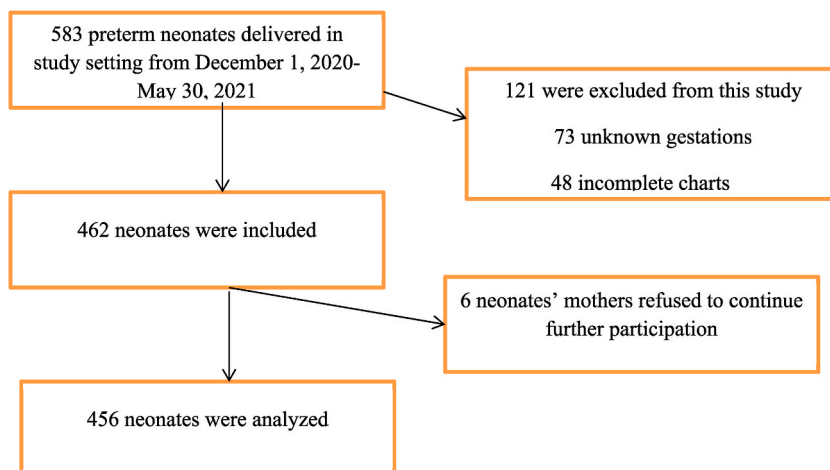 583 preterm neonates delivered in
study setting from December 1, 2020-
May 30, 2021
121 were excluded from this study
73 unknown gestations
48 incomplete charts
462 neonates were included
6 neonates’ mothers refused to continue
further participation
456 neonates were analyzed